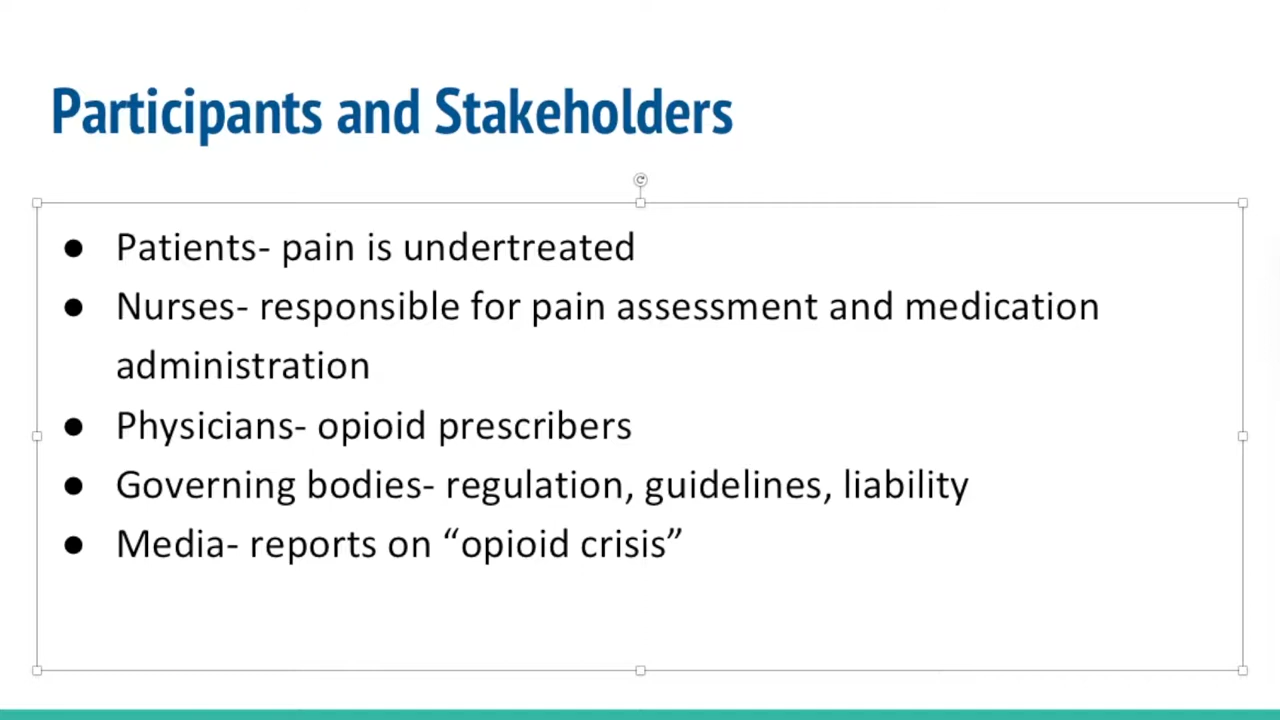 Participants and Stakeholders
● Patients- pain is undertreated
● Nurses- responsible for pain assessment and medication
administration
● Physicians- opioid prescribers
● Governing bodies- regulation, guidelines, liability
● Media- reports on “opioid crisis”